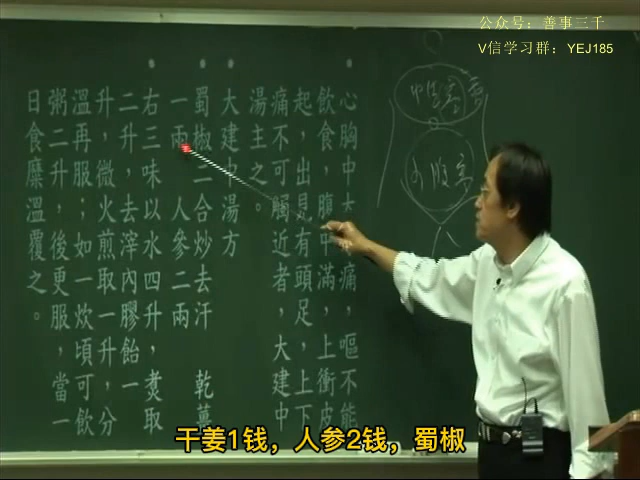 公众号：善事三千
V信学习群：YEJ185
心胸中大痛，嘔不能
飲食，腹中滿，上衝皮
起，出見有頭足，上下
痛不可觸近者，大建中
湯主之。
大建中湯方
蜀椒二合炒去汗 乾薑
一兩 人參二兩
右三味以水四升，煑取
二升，去滓內膠飴一
升，微火煎取一升，分
溫再服；如一炊頃可飲
粥二升，後更服，當一
日食糜溫覆之。
干姜1钱，人参2钱，蜀椒